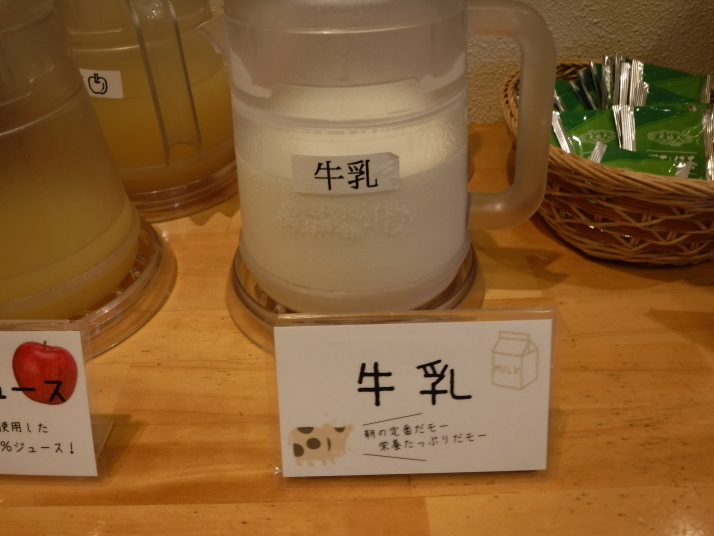 牛乳
牛乳
MILK
朝の定番だモー
栄養たっぷりだモー
ュース
使用した
%ジュース!